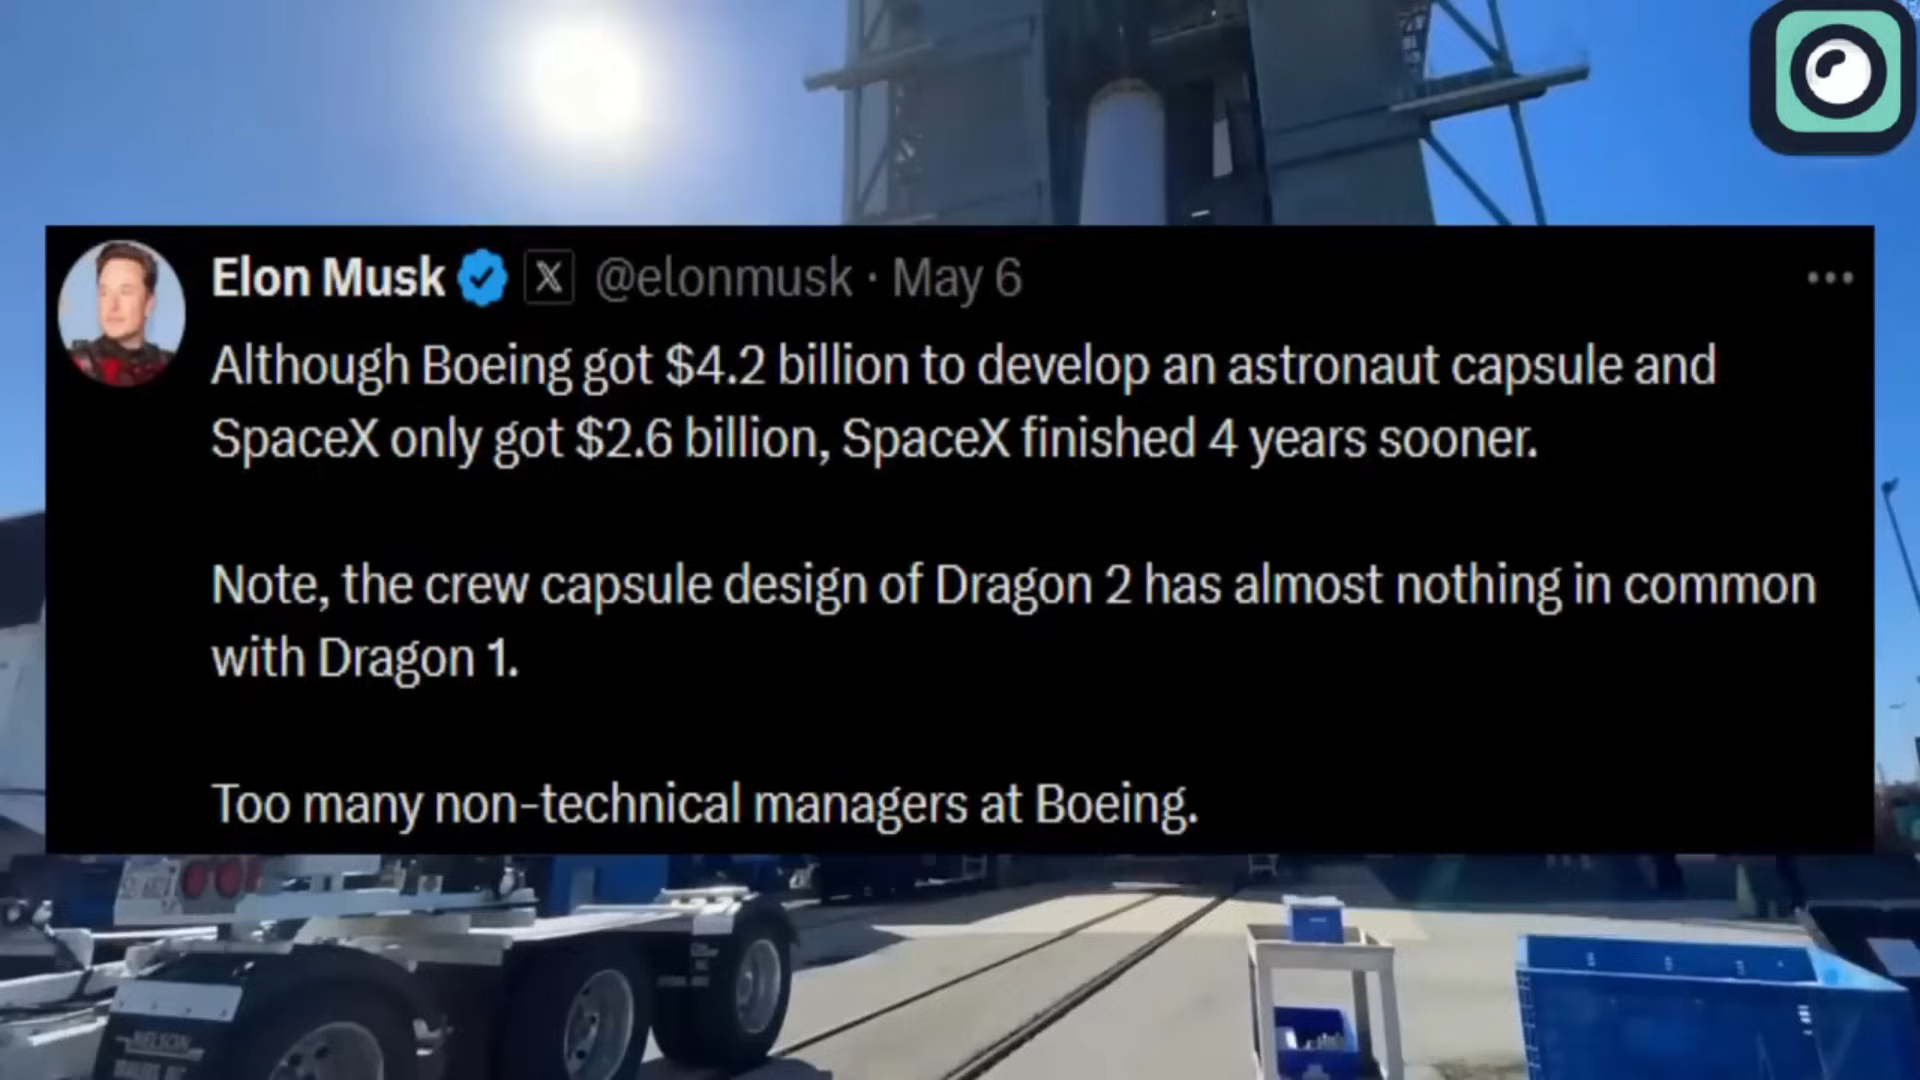 Elon Musk X @elonmusk · May 6
Although Boeing got $4.2 billion to develop an astronaut capsule and
SpaceX only got $2.6 billion, SpaceX finished 4 years sooner.
Note, the crew capsule design of Dragon 2 has almost nothing in common
with Dragon 1.
Too many non-technical managers at Boeing.
NELSON